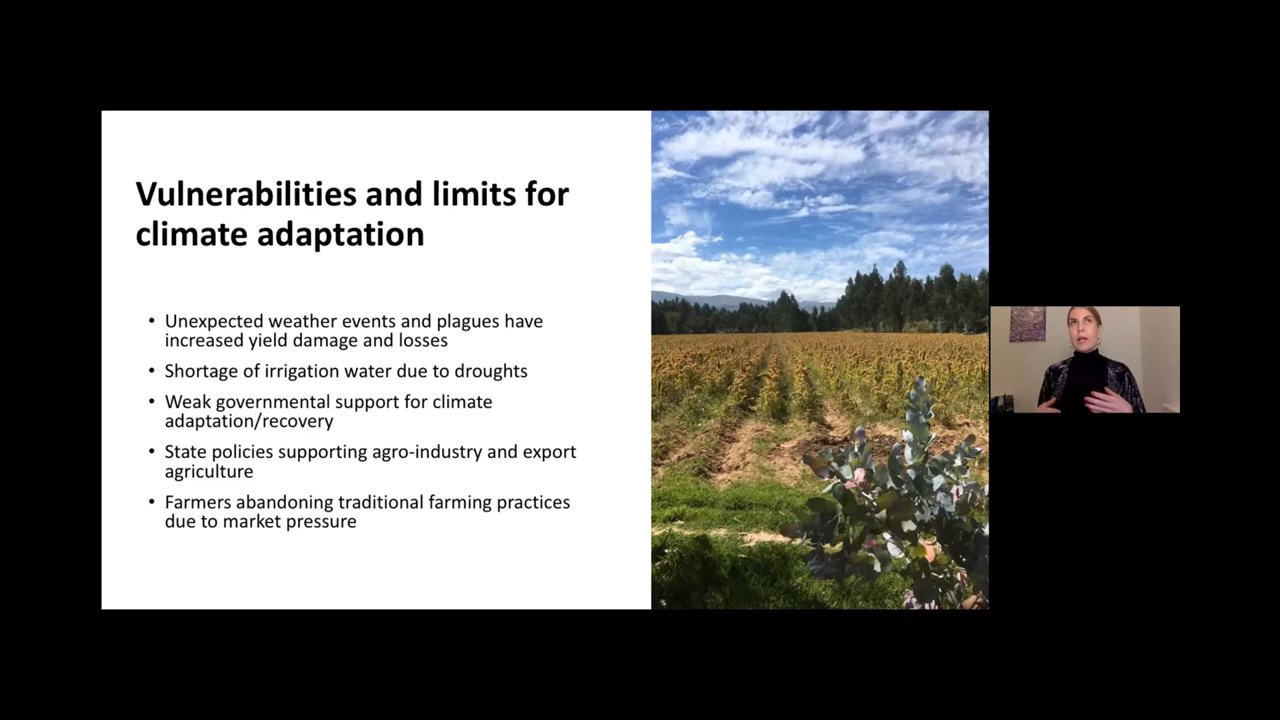 Vulnerabilities and limits for
climate adaptation
• Unexpected weather events and plagues have
increased yield damage and losses
• Shortage of irrigation water due to droughts
• Weak governmental support for climate
adaptation/recovery
• State policies supporting agro-industry and export
agriculture
• Farmers abandoning traditional farming practices
due to market pressure